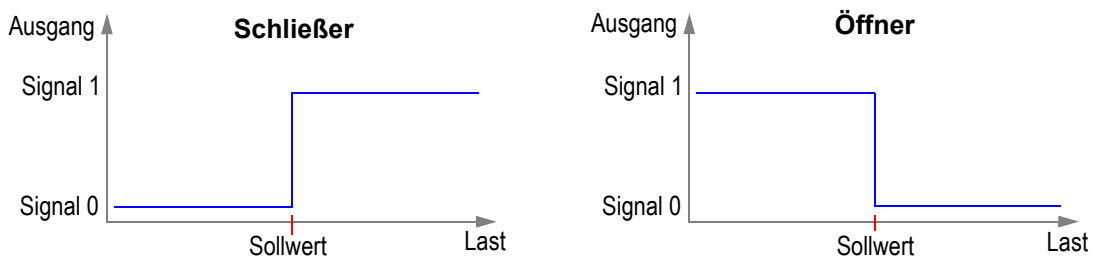 Ausgang
Schließer
Signal 1
Signal 0
Sollwert
Last
Ausgang
Öffner
Signal 1
Signal 0
Sollwert
Last